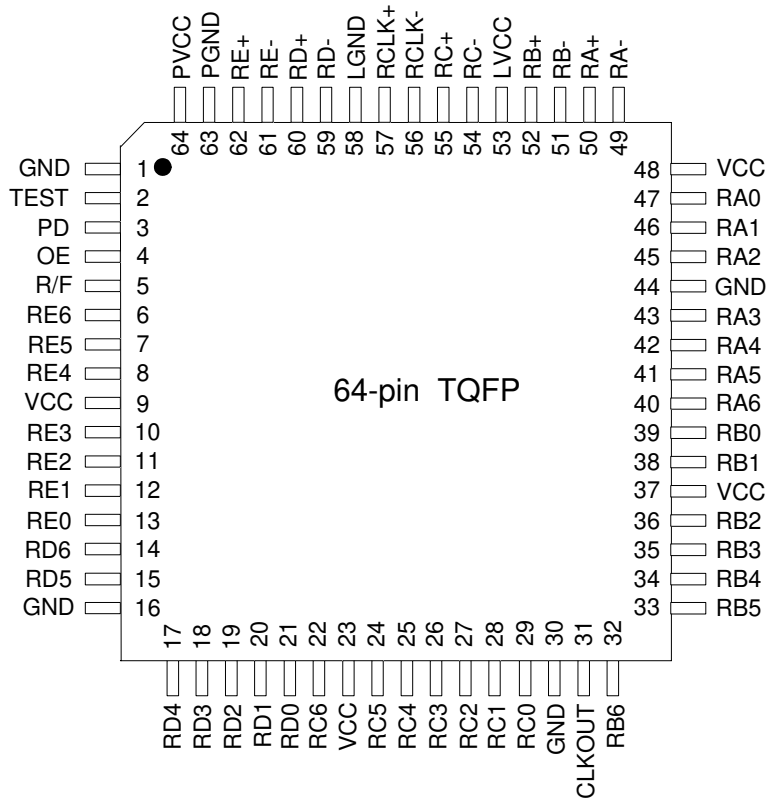 PVCC PGND RE+ RE- RD+ RD- LGND RCLK+ RCLK- RC+ RC- LVCC RB+ RB- RA+ RA-
64 63 62 61 60 59 58 57 56 55 54 53 52 51 50 49
GND 1 48 VCC
TEST 2 47 RA0
PD 3 46 RA1
OE 4 45 RA2
R/F 5 44 GND
RE6 6 43 RA3
RE5 7 42 RA4
RE4 8 41 RA5
64-pin TQFP
VCC 9 40 RA6
RE3 10 39 RB0
RE2 11 38 RB1
RE1 12 37 VCC
RE0 13 36 RB2
RD6 14 35 RB3
RD5 15 34 RB4
GND 16 33 RB5
17 18 19 20 21 22 23 24 25 26 27 28 29 30 31 32
RD4 RD3 RD2 RD1 RD0 RC6 VCC RC5 RC4 RC3 RC2 RC1 RC0 GND CLKOUT RB6